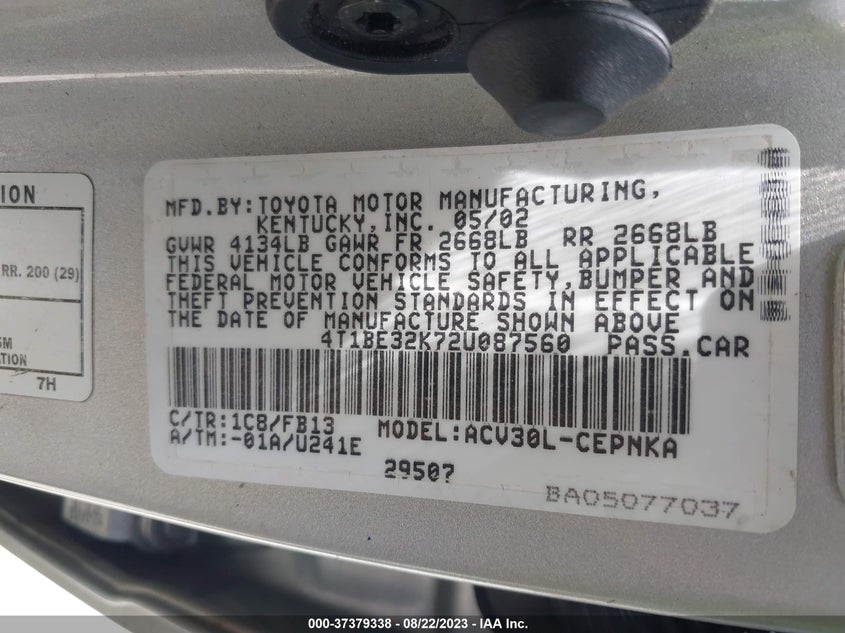 TION
RR. 200 (29)
SM
ATION
7H
MFD.BY:TOYOTA MOTOR MANUFACTURING,
KENTUCKY,INC. 05/02
GVWR 4134LB GAWR FR 2668LB RR 2668LB
THIS VEHICLE CONFORMS TO ALL APPLICABLE
FEDERAL MOTOR VEHICLE SAFETY,BUMPER AND
THEFT PREVENTION STANDARDS IN EFFECT ON
THE DATE OF MANUFACTURE SHOWN ABOVE
4T1BE32K72U087560 PASS.CAR
C/TR:1C8/FB13 MODEL:ACV30L-CEPNKA
A/TM:-01A/U241E
29507
BA05077037
000-37379338 - 08/22/2023 - IAA Inc.